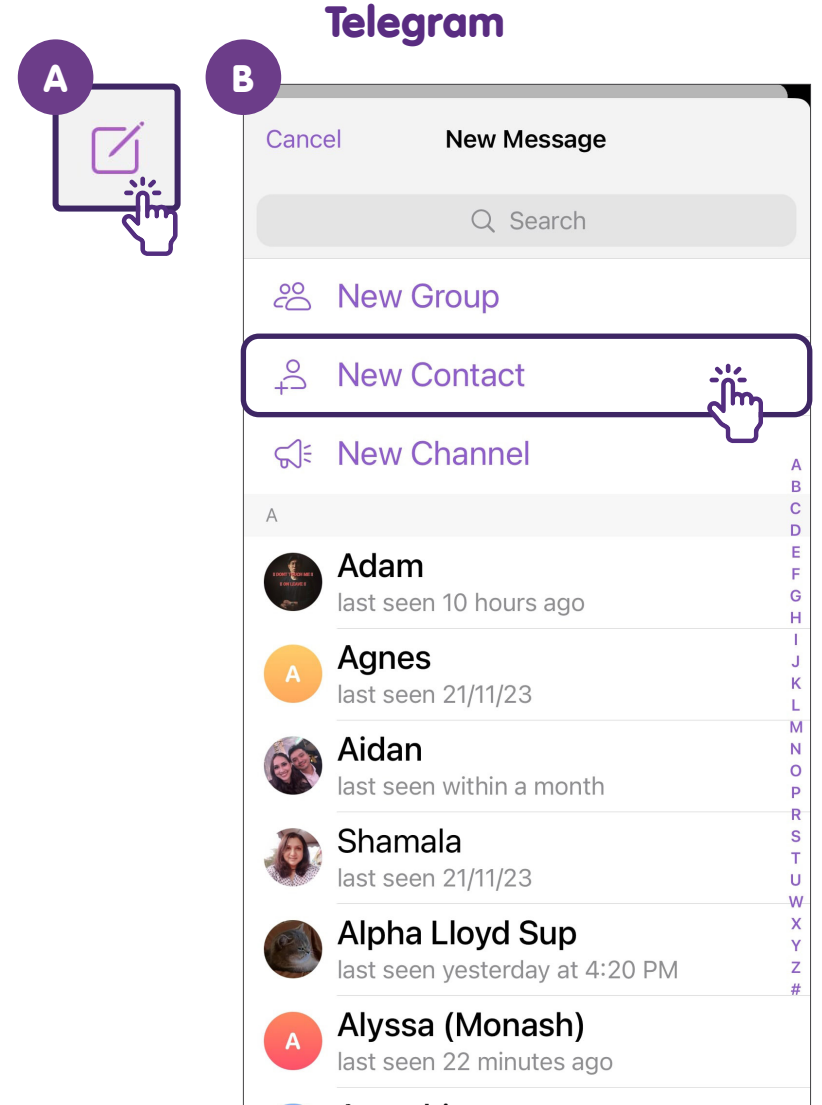 Telegram
A
B
Cancel
New Message
Search
New Group
New Contact
New Channel
A
Adam
last seen 10 hours ago
A
Agnes
last seen 21/11/23
Aidan
last seen within a month
Shamala
last seen 21/11/23
Alpha Lloyd Sup
last seen yesterday at 4:20 PM
A
Alyssa (Monash)
last seen 22 minutes ago
A
B
C
D
E
F
G
H
I
J
K
L
M
N
O
P
R
S
T
U
W
X
Y
Z
#